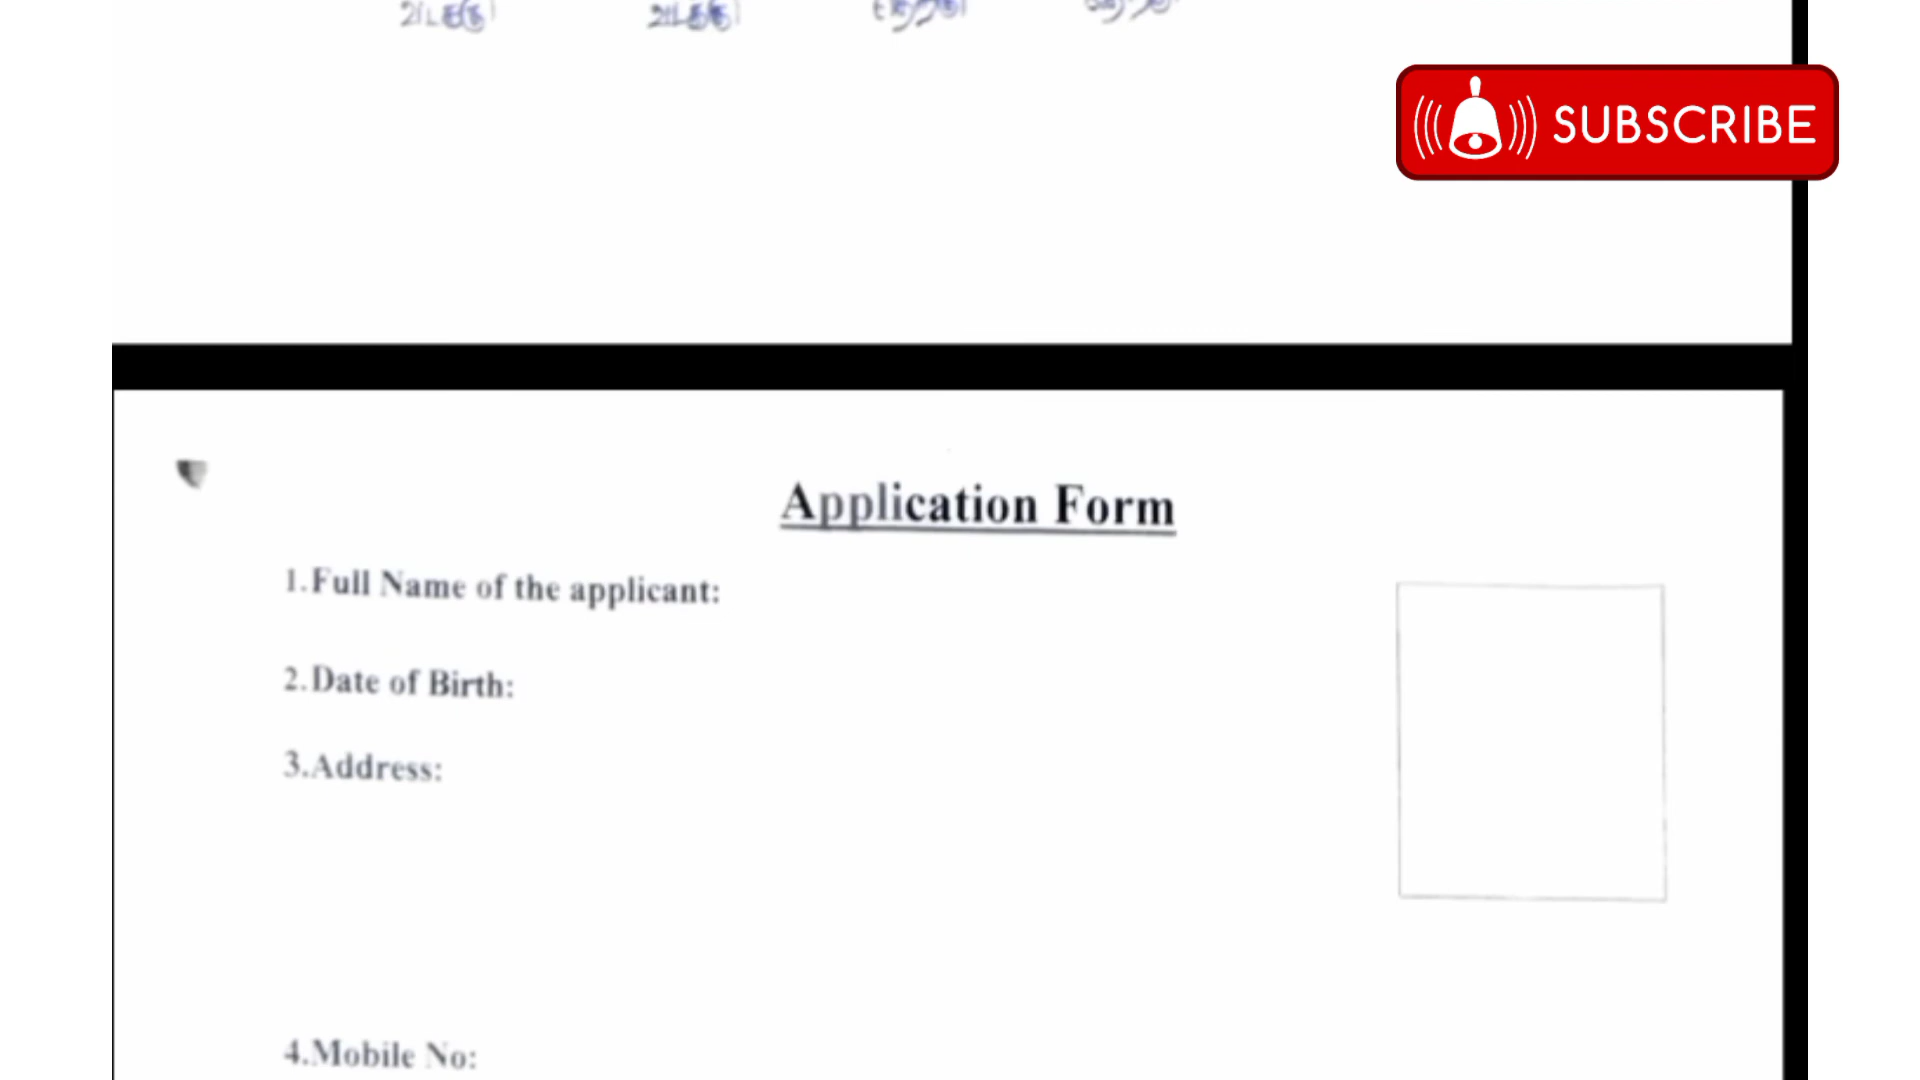 SUBSCRIBE
Application Form
1.Full Name of the applicant:
2.Date of Birth:
3.Address:
4.Mobile No: